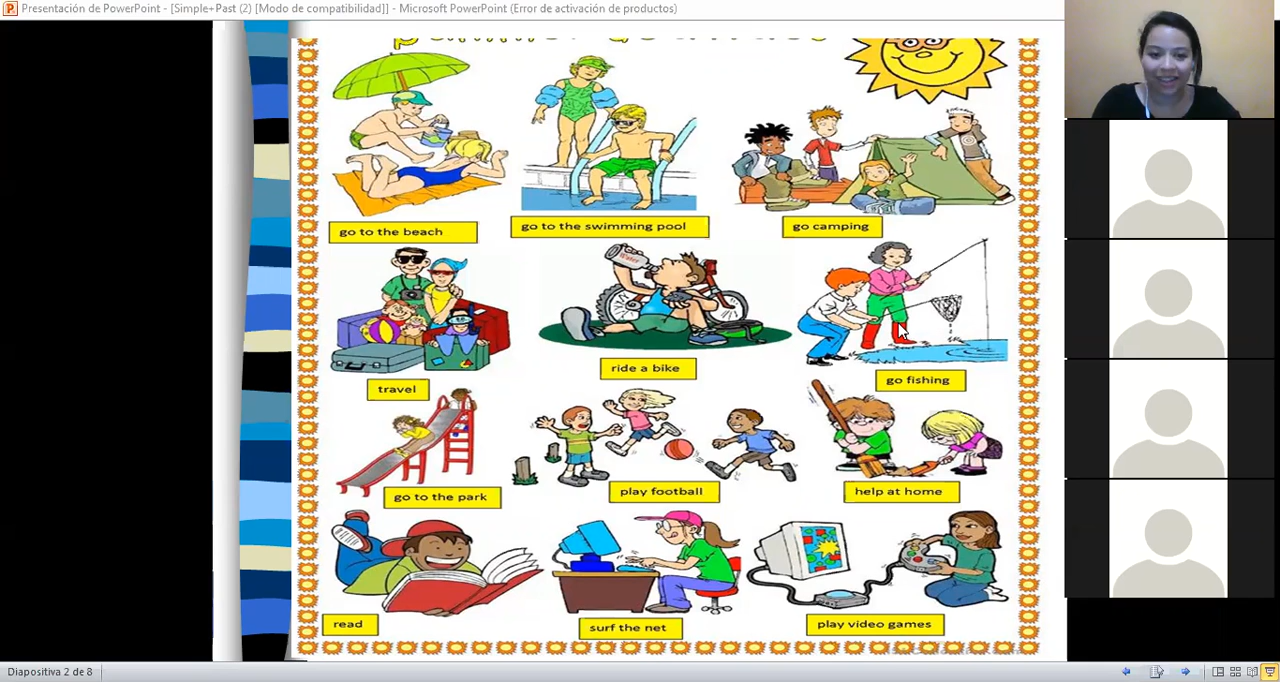 Presentación de PowerPoint - [Simple+Past (2) [Modo de compatibilidad]] - Microsoft PowerPoint (Error de activación de productos)
go to the beach
go to the swimming pool
go camping
Water
travel
ride a bike
go fishing
go to the park
play football
help at home
read
surf the net
play video games
Diapositiva 2 de 8